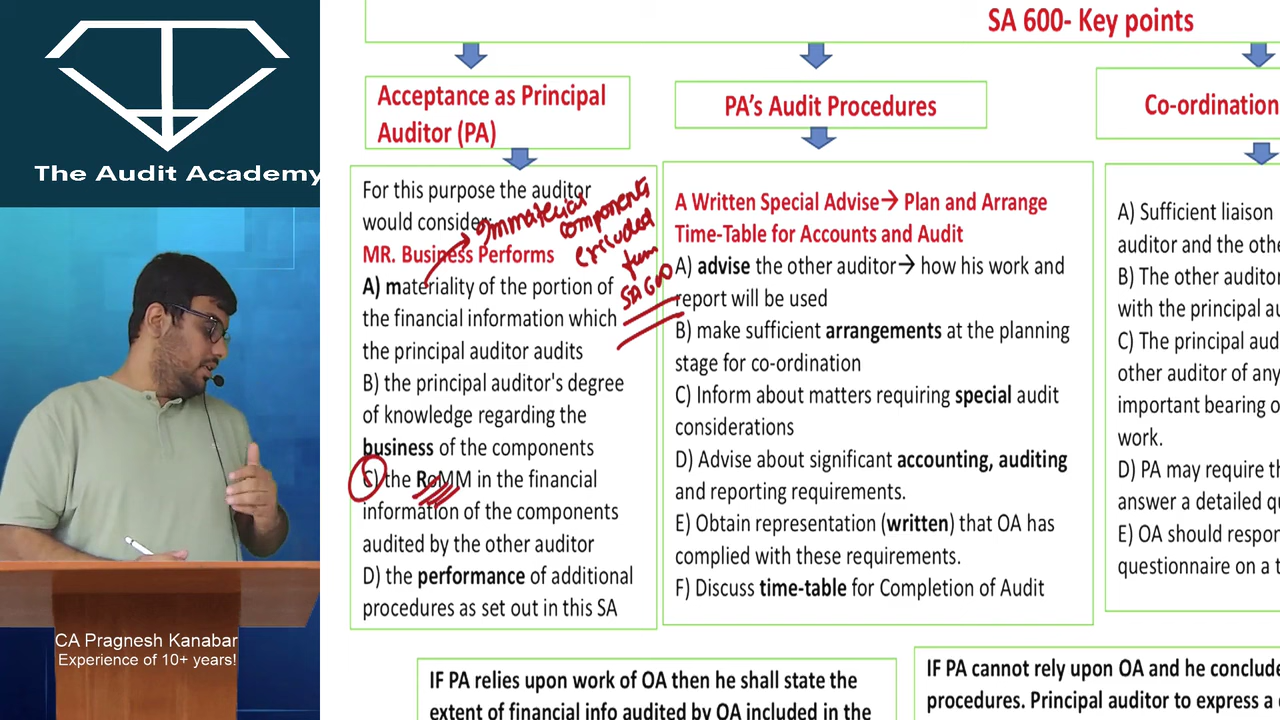 The Audit Academy
CA Pragnesh Kanabar
Experience of 10+ years!
SA 600- Key points
Acceptance as Principal
Auditor (PA)
For this purpose the auditor
would consider:
MR. Business Performs
A) materiality of the portion of
the financial information which
the principal auditor audits
B) the principal auditor's degree
of knowledge regarding the
business of the components
C) the RoMM in the financial
information of the components
audited by the other auditor
D) the performance of additional
procedures as set out in this SA
Immaterial
components
excluded
from
SA 600
PA's Audit Procedures
A Written Special Advise→ Plan and Arrange
Time-Table for Accounts and Audit
A) advise the other auditor→ how his work and
report will be used
B) make sufficient arrangements at the planning
stage for co-ordination
C) Inform about matters requiring special audit
considerations
D) Advise about significant accounting, auditing
and reporting requirements.
E) Obtain representation (written) that OA has
complied with these requirements.
F) Discuss time-table for Completion of Audit
Co-ordination
A) Sufficient liaison
auditor and the othe
B) The other auditor
with the principal au
C) The principal aud
other auditor of any
important bearing o
work.
D) PA may require th
answer a detailed qu
E) OA should respon
questionnaire on a t
IF PA relies upon work of OA then he shall state the
extent of financial info audited by OA included in the
IF PA cannot rely upon OA and he conclude
procedures. Principal auditor to express a